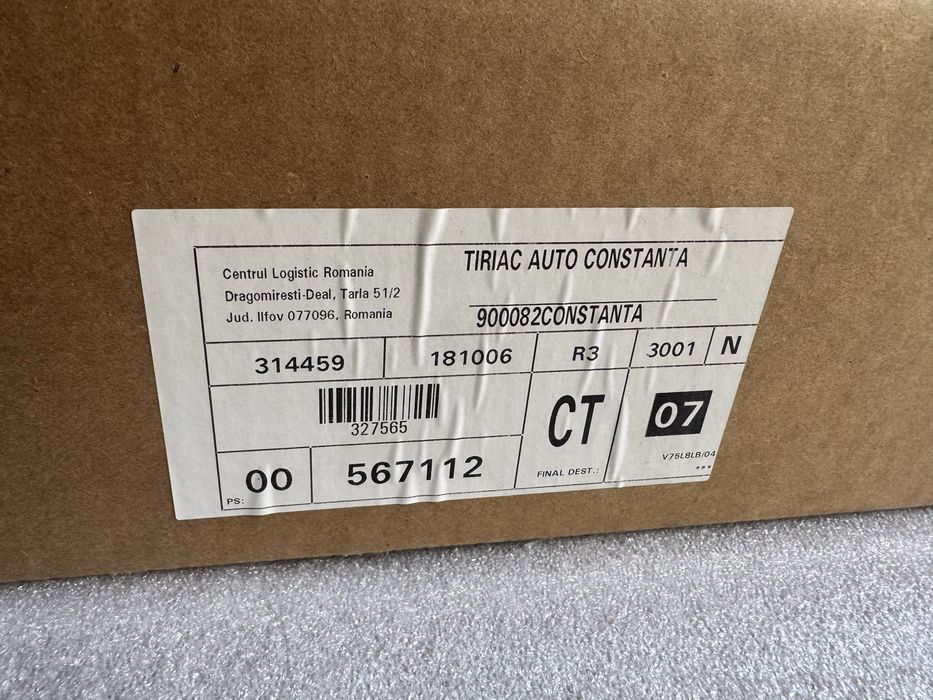 Centrul Logistic Romania
Dragomiresti-Deal, Tarla 51/2
Jud. Ilfov 077096, Romania
TIRIAC AUTO CONSTANTA
900082CONSTANTA
314459 181006 R3 3001 N
327565
CT 07
V75L8LB/04
***
PS: 00 567112 FINAL DEST.: